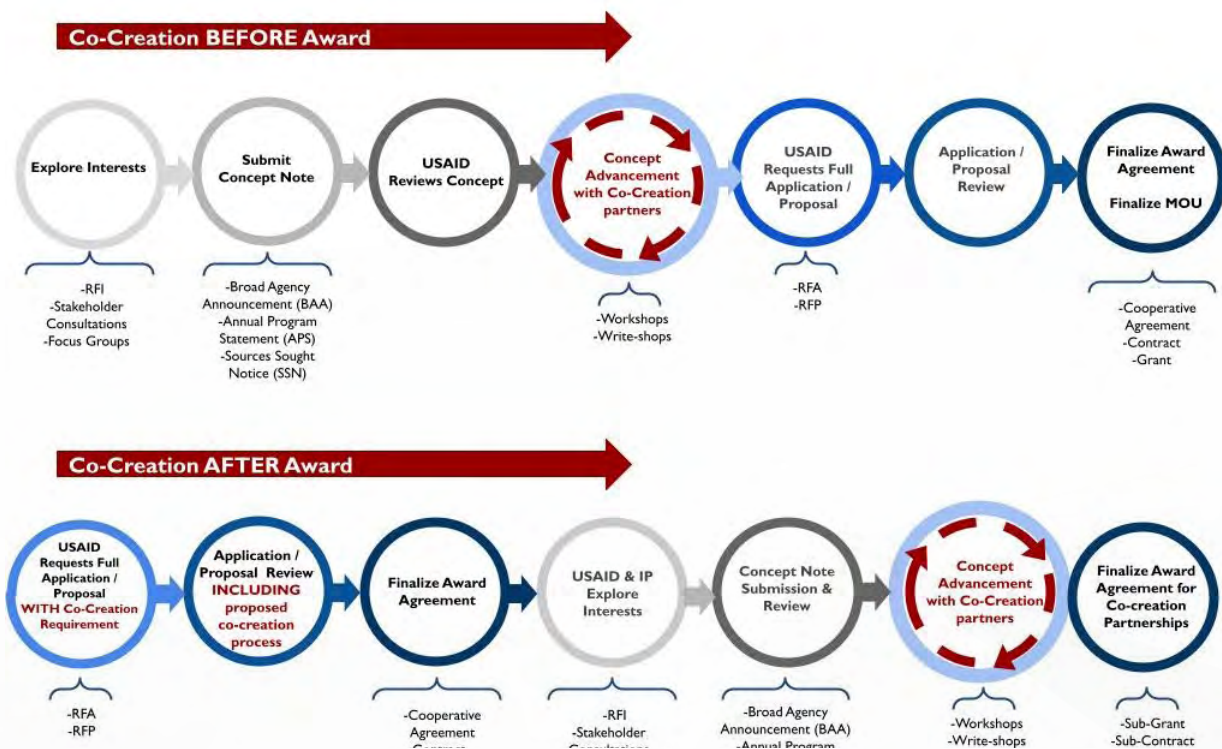 Co-Creation BEFORE Award
Explore Interests
Submit
Concept Note
USAID
Reviews Concept
Concept
Advancement
with Co-Creation
partners
USAID
Requests Full
Application /
Proposal
Application /
Proposal
Review
Finalize Award
Agreement
Finalize MOU
-RFI
-Stakeholder
Consultations
-Focus Groups
-Broad Agency
Announcement (BAA)
-Annual Program
Statement (APS)
-Sources Sought
Notice (SSN)
-Workshops
-Write-shops
-RFA
-RFP
-Cooperative
Agreement
-Contract
-Grant
Co-Creation AFTER Award
USAID
Requests Full
Application /
Proposal
WITH Co-Creation
Requirement
Application /
Proposal Review
INCLUDING
proposed
co-creation
process
Finalize Award
Agreement
USAID & IP
Explore
Interests
Concept Note
Submission &
Review
Concept
Advancement
with Co-Creation
partners
Finalize Award
Agreement for
Co-creation
Partnerships
-RFA
-RFP
-Cooperative
Agreement
-RFI
-Stakeholder
-Broad Agency
Announcement (BAA)
-Annual Program
-Workshops
-Write-shops
-Sub-Grant
-Sub-Contract